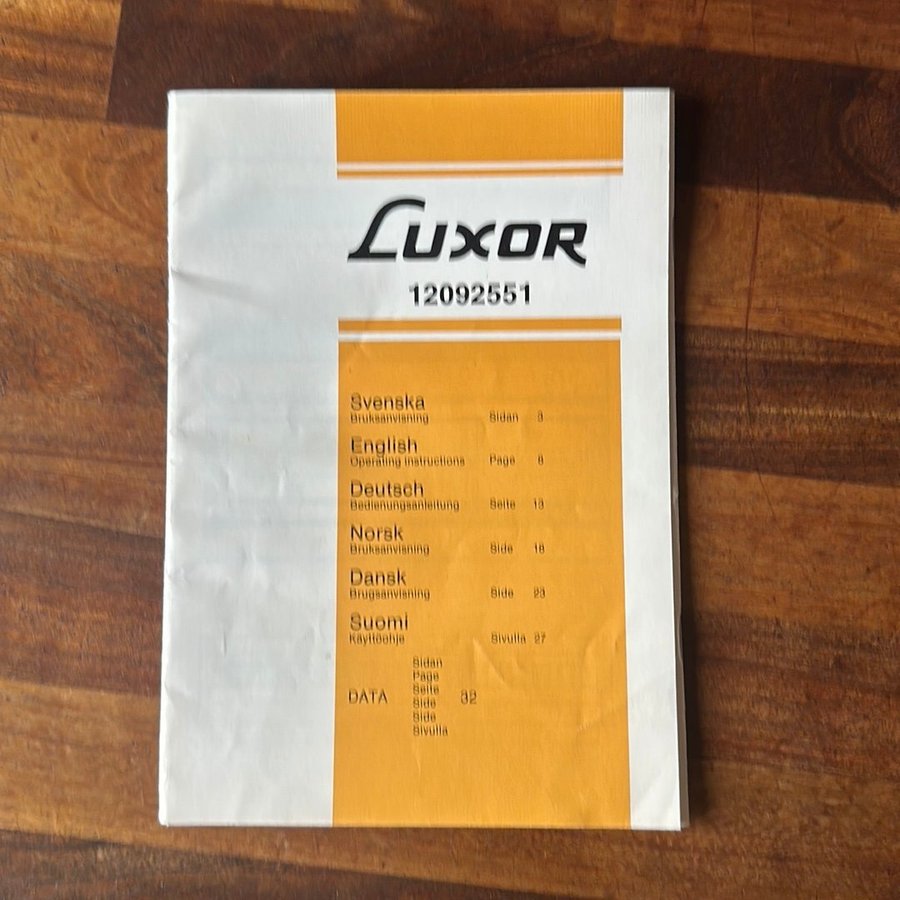 LUXOR
12092551
Svenska
Bruksanvisning Sidan 3
English
Operating instructions Page 8
Deutsch
Bedienungsanleitung Seite 13
Norsk
Bruksanvisning Side 18
Dansk
Brugsanvisning Side 23
Suomi
Käyttöohje Sivulla 27
Sidan
Page
Seite
DATA Side 32
Side
Sivulla